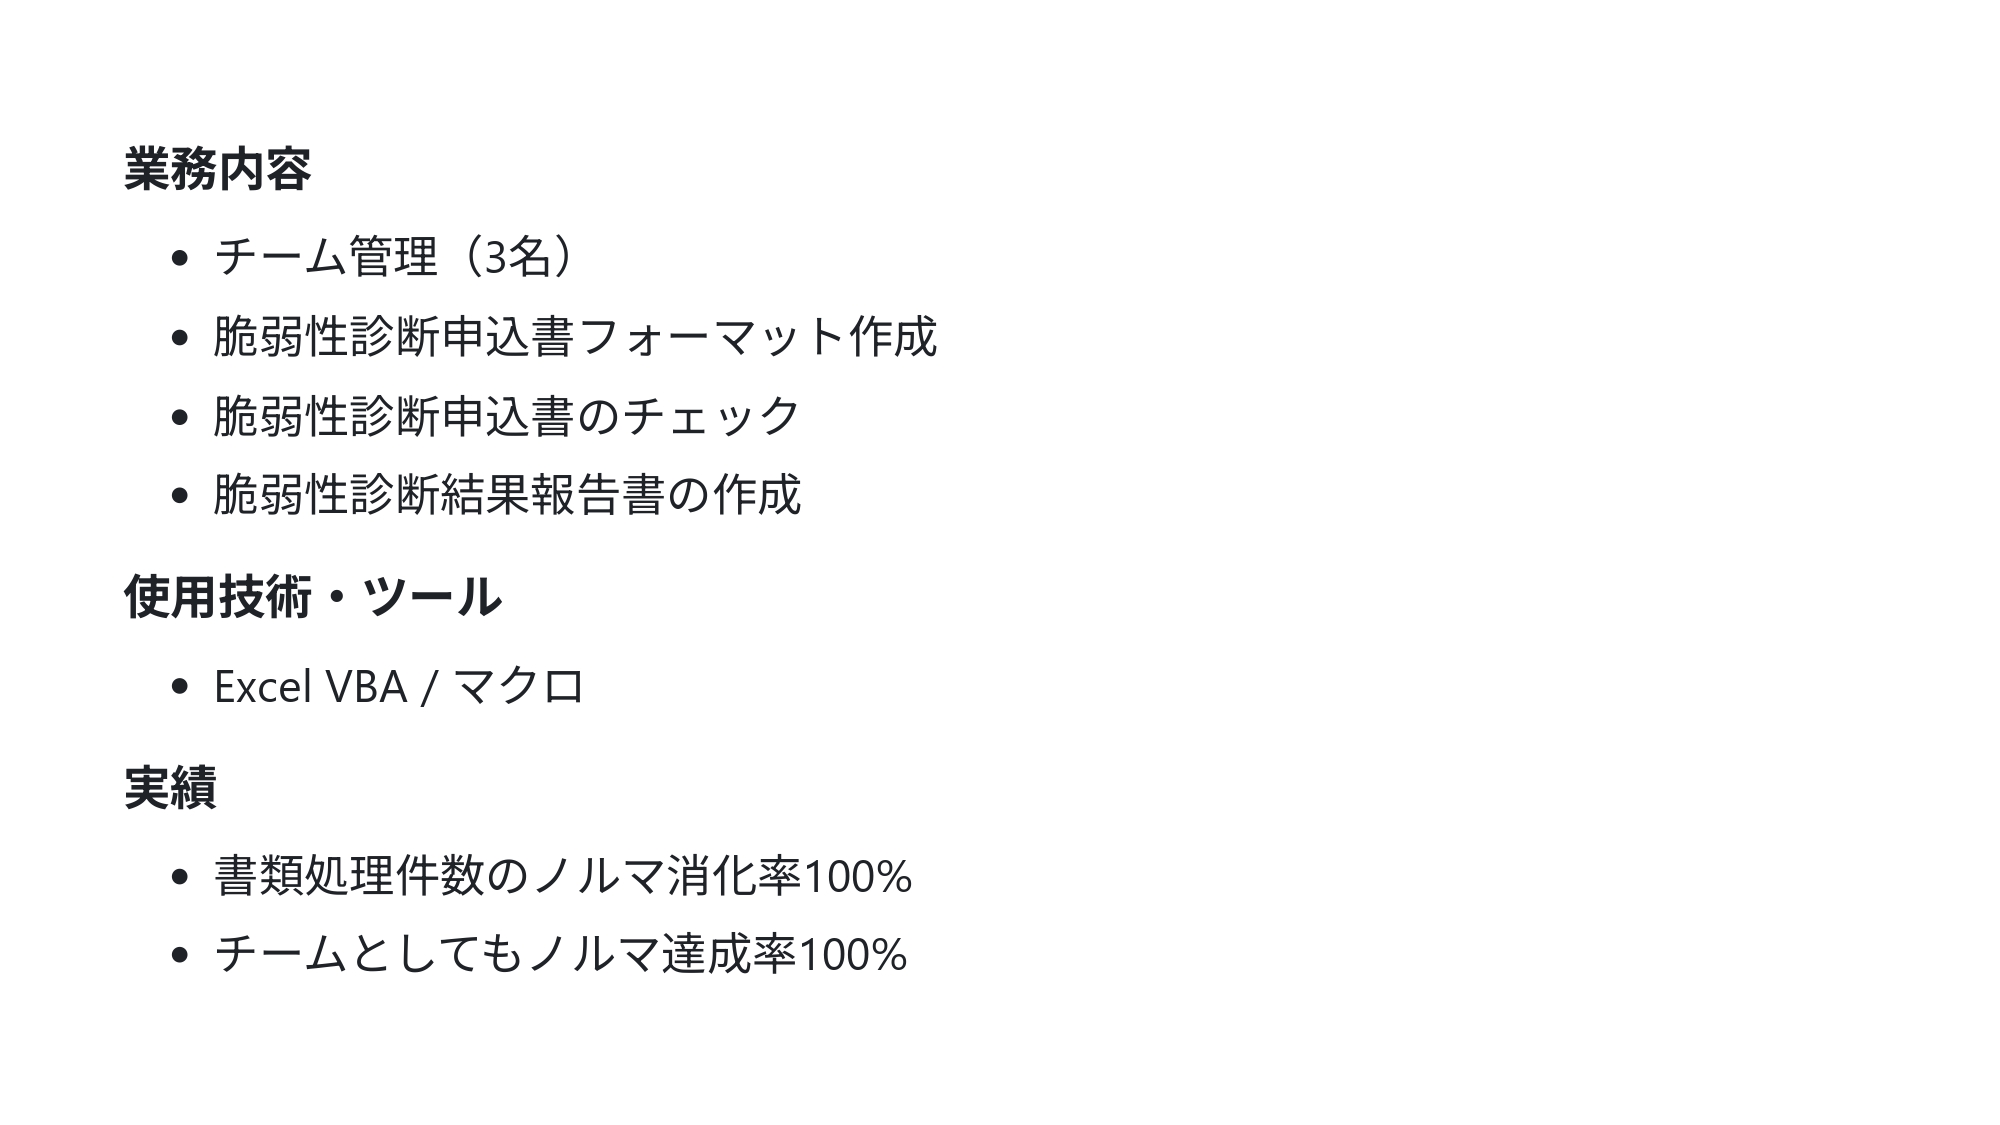 業務内容
• チーム管理（3名）
• 脆弱性診断申込書フォーマット作成
• 脆弱性診断申込書のチェック
• 脆弱性診断結果報告書の作成
使用技術・ツール
• Excel VBA / マクロ
実績
• 書類処理件数のノルマ消化率100%
• チームとしてもノルマ達成率100%